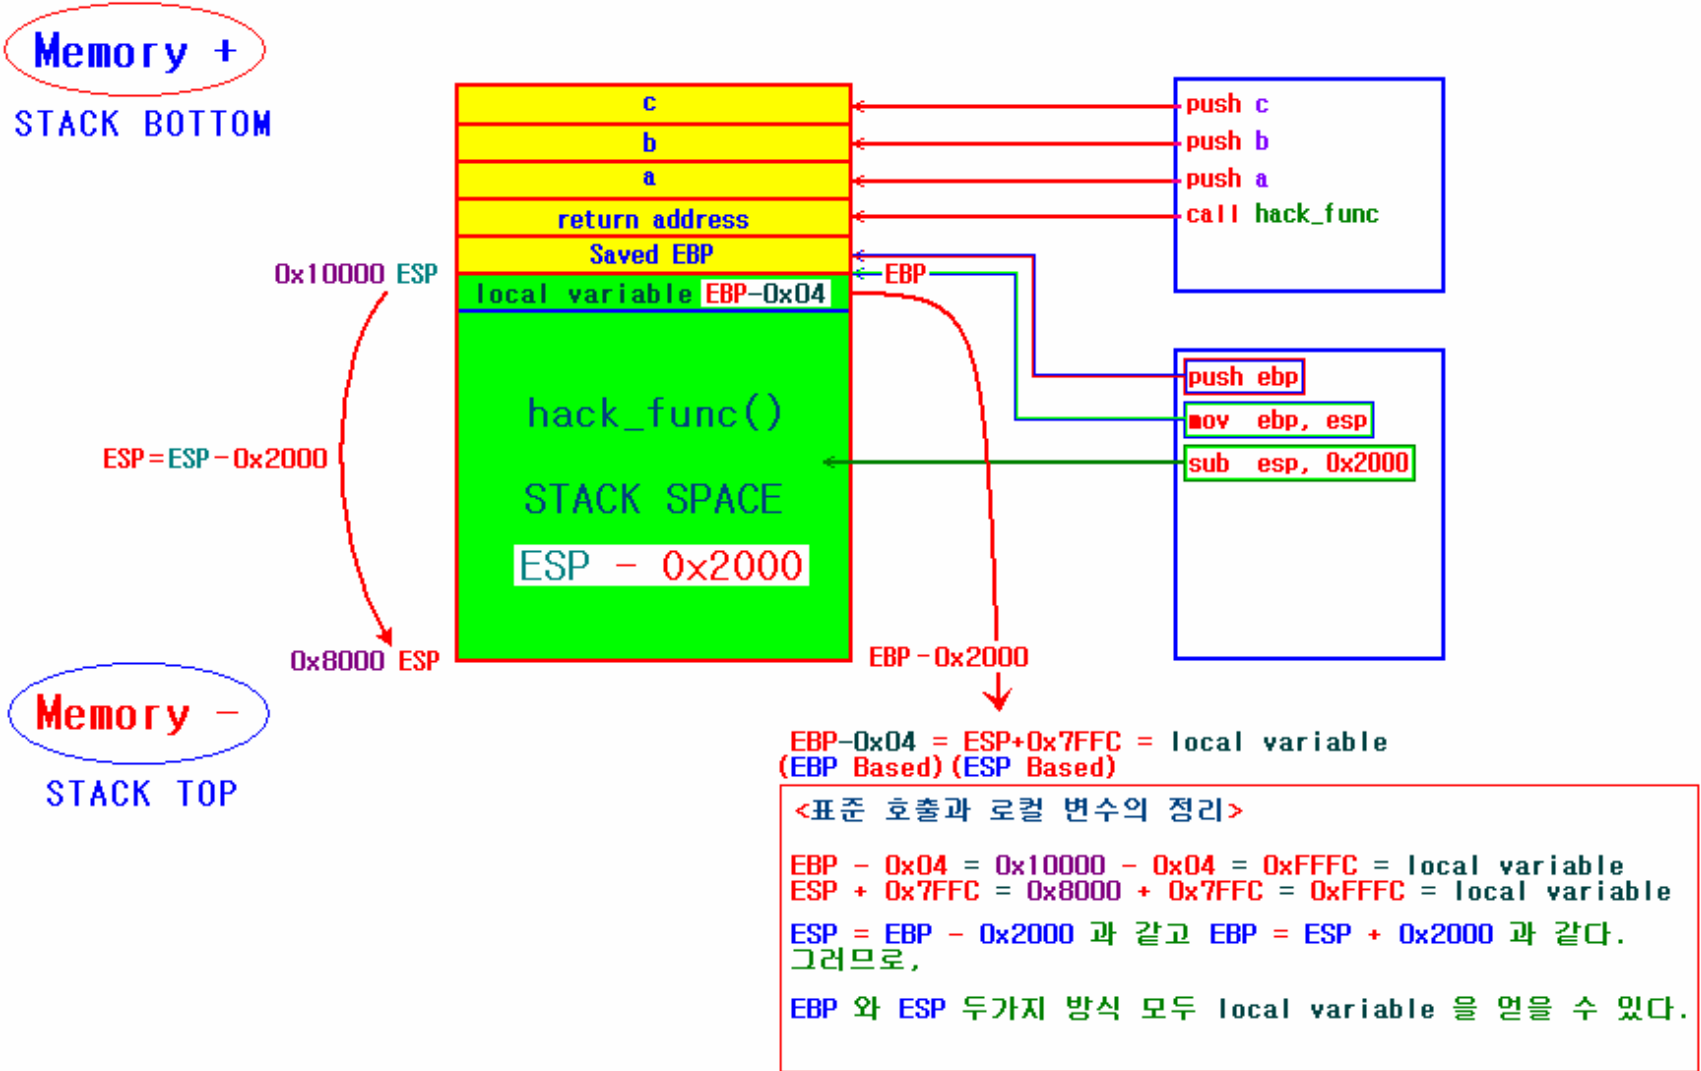 Memory +
STACK BOTTOM
c
b
a
return address
Saved EBP
0x10000 ESP
EBP
local variable EBP-0x04
hack_func()
STACK SPACE
ESP - 0x2000
ESP=ESP-0x2000
0x8000 ESP
EBP-0x2000
push c
push b
push a
call hack_func
push ebp
mov ebp, esp
sub esp, 0x2000
Memory -
STACK TOP
EBP-0x04 = ESP+0x7FFC = local variable
(EBP Based)(ESP Based)
<표준 호출과 로컬 변수의 정리>
EBP - 0x04 = 0x10000 - 0x04 = 0xFFFC = local variable
ESP + 0x7FFC = 0x8000 + 0x7FFC = 0xFFFC = local variable
ESP = EBP - 0x2000 과 같고 EBP = ESP + 0x2000 과 같다.
그러므로,
EBP 와 ESP 두가지 방식 모두 local variable 을 얻을 수 있다.